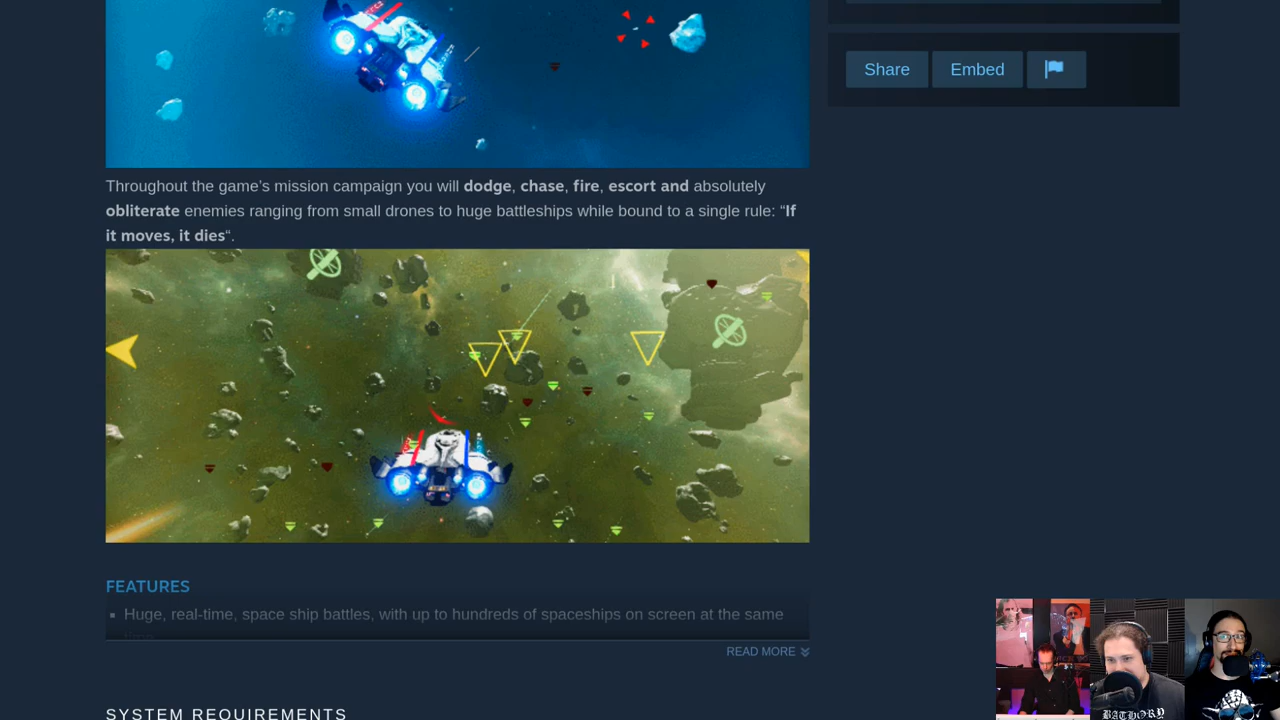 Share Embed
Throughout the game’s mission campaign you will dodge, chase, fire, escort and absolutely
obliterate enemies ranging from small drones to huge battleships while bound to a single rule: “If
it moves, it dies“.
FEATURES
Huge, real-time, space ship battles, with up to hundreds of spaceships on screen at the same
time
READ MORE
SYSTEM REQUIREMENTS
BATHORY